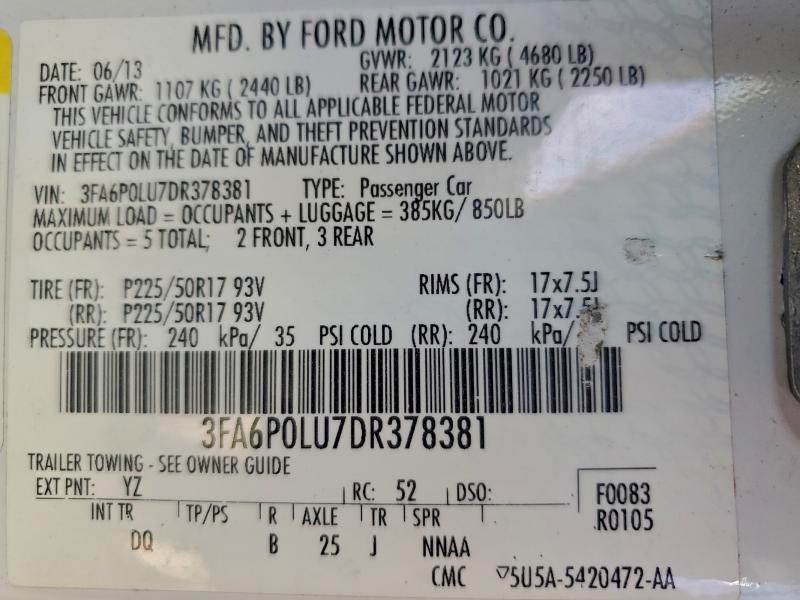 MFD. BY FORD MOTOR CO.
DATE: 06/13 GVWR: 2123 KG ( 4680 LB)
FRONT GAWR: 1107 KG ( 2440 LB) REAR GAWR: 1021 KG ( 2250 LB)
THIS VEHICLE CONFORMS TO ALL APPLICABLE FEDERAL MOTOR
VEHICLE SAFETY, BUMPER, AND THEFT PREVENTION STANDARDS
IN EFFECT ON THE DATE OF MANUFACTURE SHOWN ABOVE.
VIN: 3FA6P0LU7DR378381 TYPE: Passenger Car
MAXIMUM LOAD = OCCUPANTS + LUGGAGE = 385KG/ 850LB
OCCUPANTS = 5 TOTAL; 2 FRONT, 3 REAR
TIRE (FR): P225/50R17 93V RIMS (FR): 17x7.5J
(RR): P225/50R17 93V (RR): 17x7.5J
PRESSURE (FR): 240 kPa/ 35 PSI COLD (RR): 240 kPa/ PSI COLD
3FA6P0LU7DR378381
TRAILER TOWING - SEE OWNER GUIDE
EXT PNT: YZ RC: 52 DSO: F0083
INT TR TP/PS R AXLE TR SPR R0105
DQ B 25 J NNAA
CMC ▽5U5A-5420472-AA